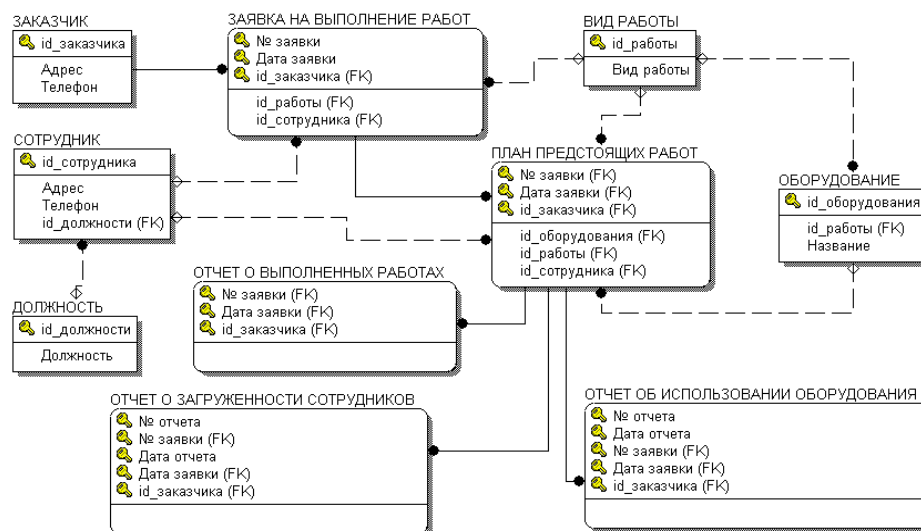 ЗАКАЗЧИК
id_заказчика
Адрес
Телефон
ЗАЯВКА НА ВЫПОЛНЕНИЕ РАБОТ
№ заявки
Дата заявки
id_заказчика (FK)
id_работы (FK)
id_сотрудника (FK)
ВИД РАБОТЫ
id_работы
Вид работы
СОТРУДНИК
id_сотрудника
Адрес
Телефон
id_должности (FK)
ПЛАН ПРЕДСТОЯЩИХ РАБОТ
№ заявки (FK)
Дата заявки (FK)
id_заказчика (FK)
id_оборудования (FK)
id_работы (FK)
id_сотрудника (FK)
ОБОРУДОВАНИЕ
id_оборудования
id_работы (FK)
Название
ДОЛЖНОСТЬ
id_должности
Должность
ОТЧЕТ О ВЫПОЛНЕННЫХ РАБОТАХ
№ заявки (FK)
Дата заявки (FK)
id_заказчика (FK)
ОТЧЕТ О ЗАГРУЖЕННОСТИ СОТРУДНИКОВ
№ отчета
№ заявки (FK)
Дата отчета
Дата заявки (FK)
id_заказчика (FK)
ОТЧЕТ ОБ ИСПОЛЬЗОВАНИИ ОБОРУДОВАНИЯ
№ отчета
Дата отчета
№ заявки (FK)
Дата заявки (FK)
id_заказчика (FK)